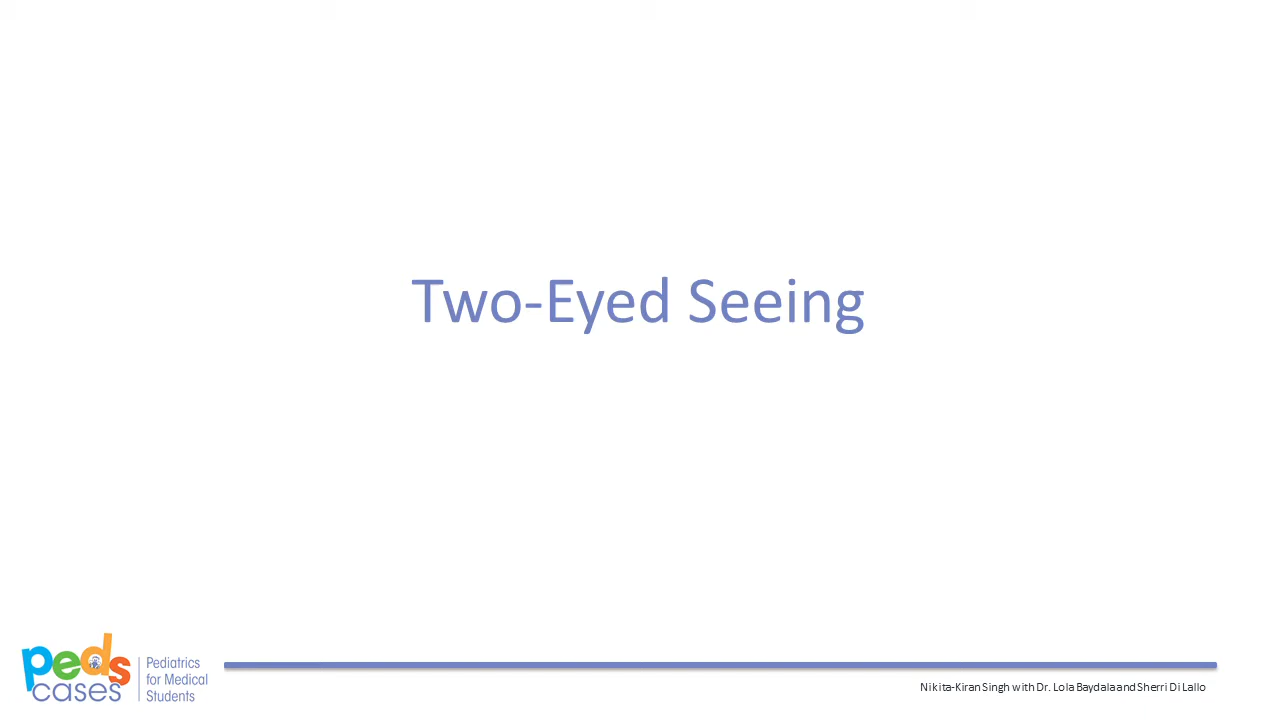 Two-Eyed Seeing
peds
cases
Pediatrics
for Medical
Students
Nikita-Kiran Singh with Dr. Lola Baydala and Sherri Di Lallo